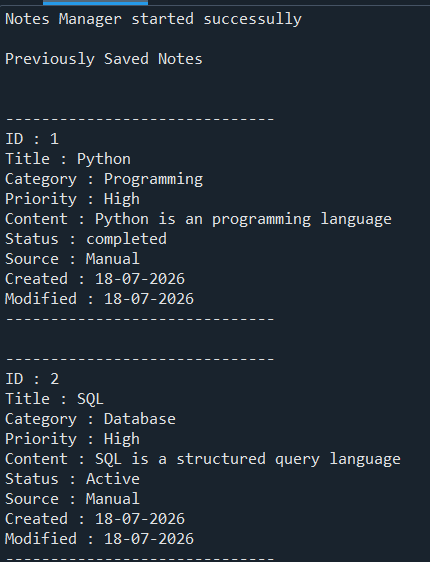 Notes Manager started successully
Previously Saved Notes
------------------------------
ID : 1
Title : Python
Category : Programming
Priority : High
Content : Python is an programming language
Status : completed
Source : Manual
Created : 18-07-2026
Modified : 18-07-2026
------------------------------
------------------------------
ID : 2
Title : SQL
Category : Database
Priority : High
Content : SQL is a structured query language
Status : Active
Source : Manual
Created : 18-07-2026
Modified : 18-07-2026
------------------------------